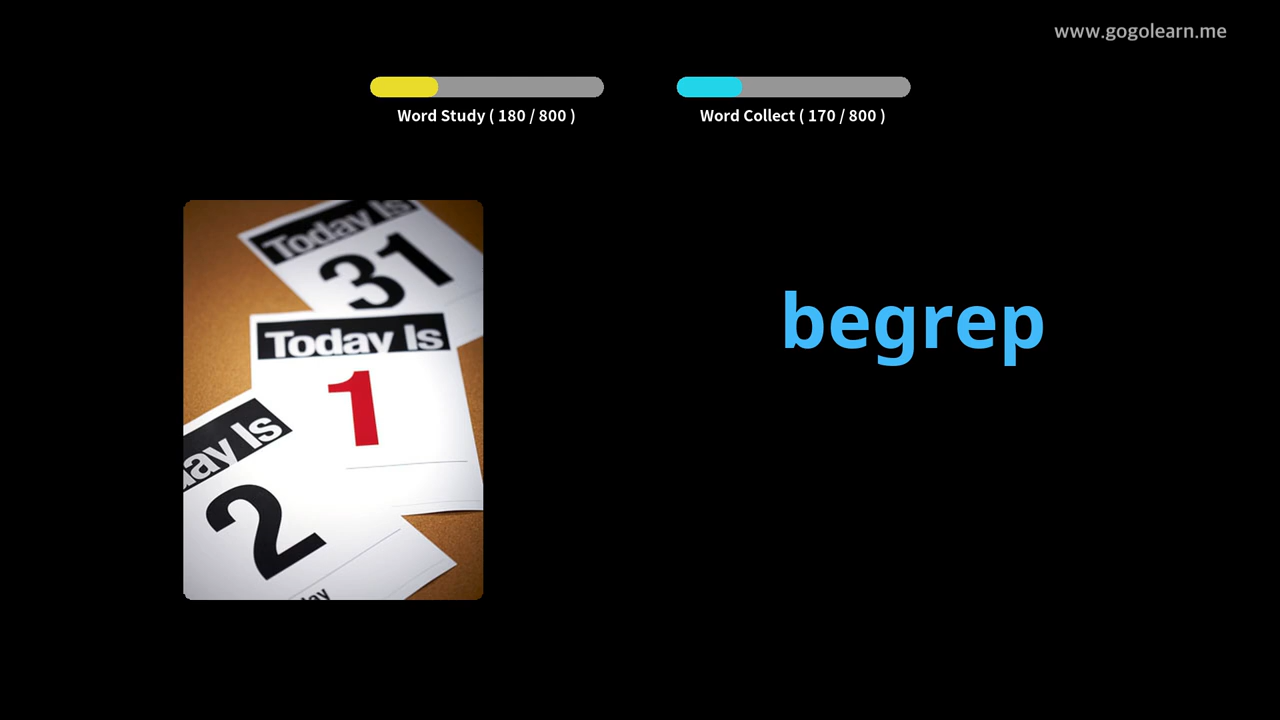 www.gogolearn.me
Word Study ( 180 / 800 )
Word Collect ( 170 / 800 )
Today Is
31
Today Is
1
ay Is
2
begrep